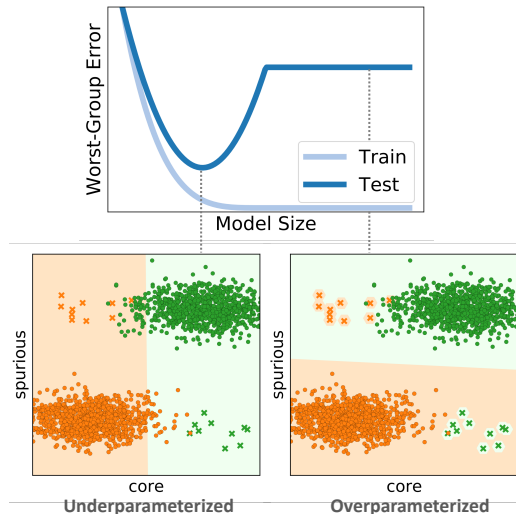 Worst-Group Error
Train
Test
Model Size
spurious
spurious
core
core
Underparameterized
Overparameterized